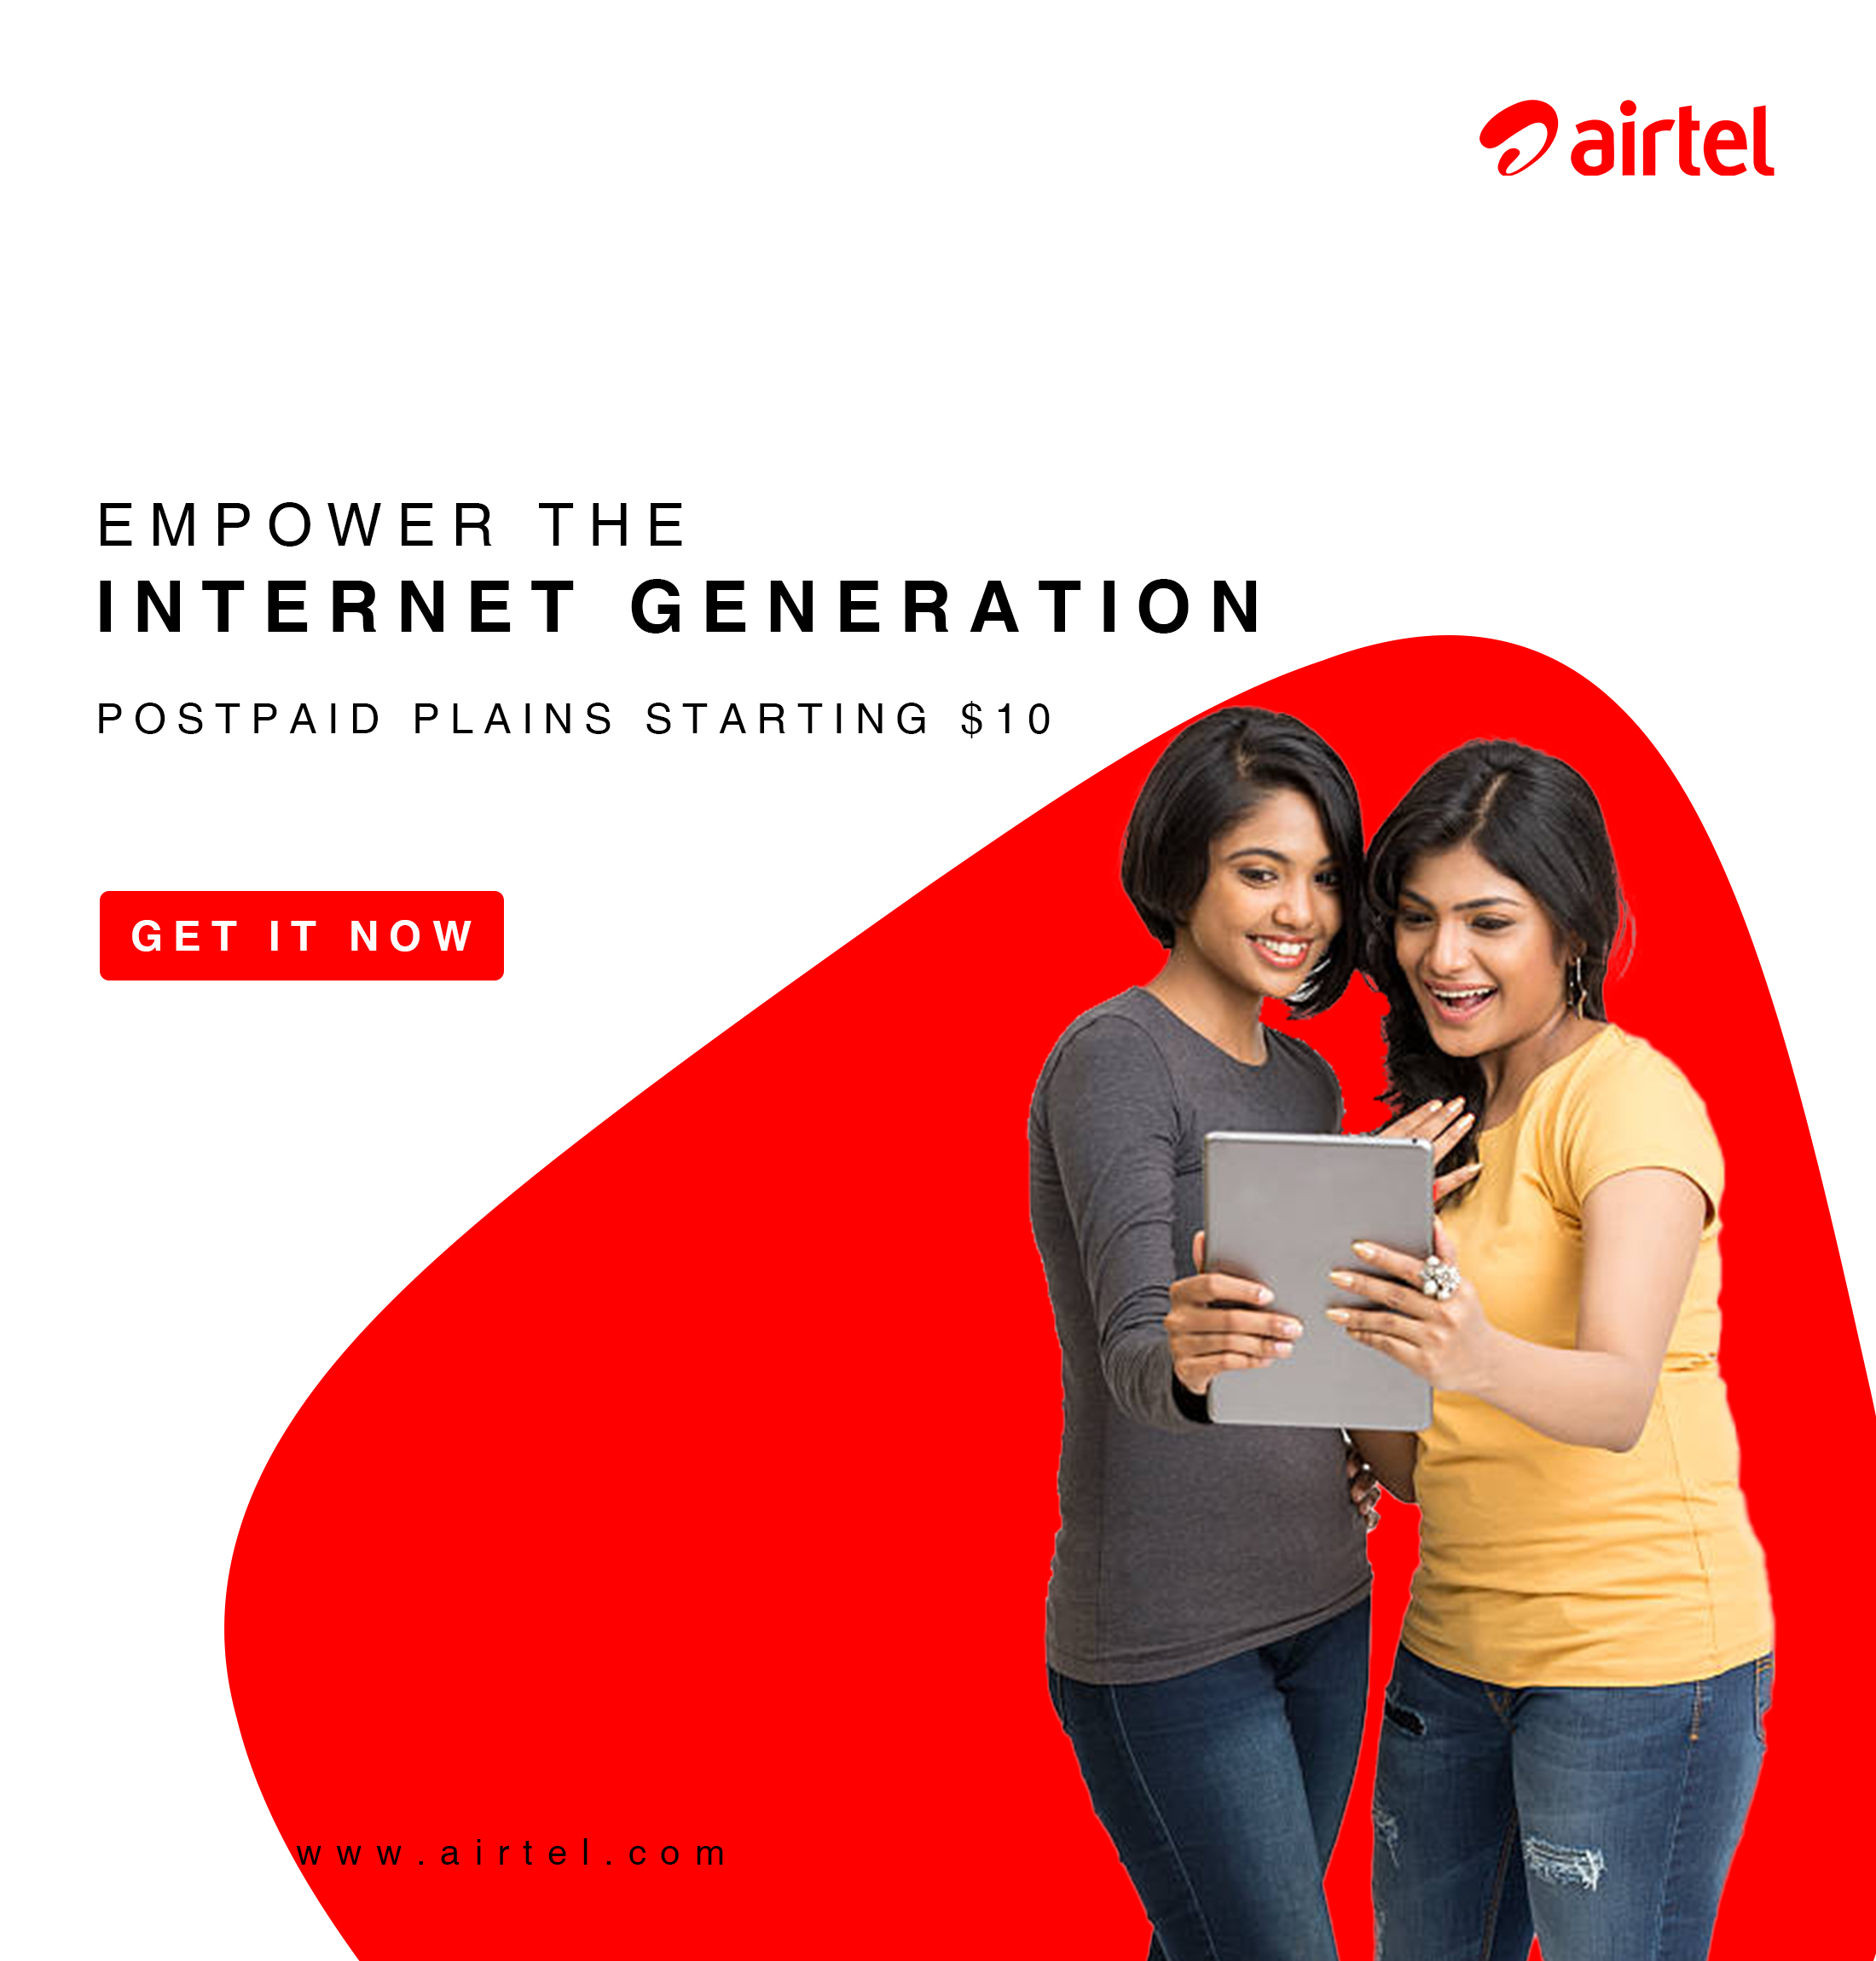 airtel
EMPOWER THE
INTERNET GENERATION
POSTPAID PLAINS STARTING $10
GET IT NOW
www.airtel.com